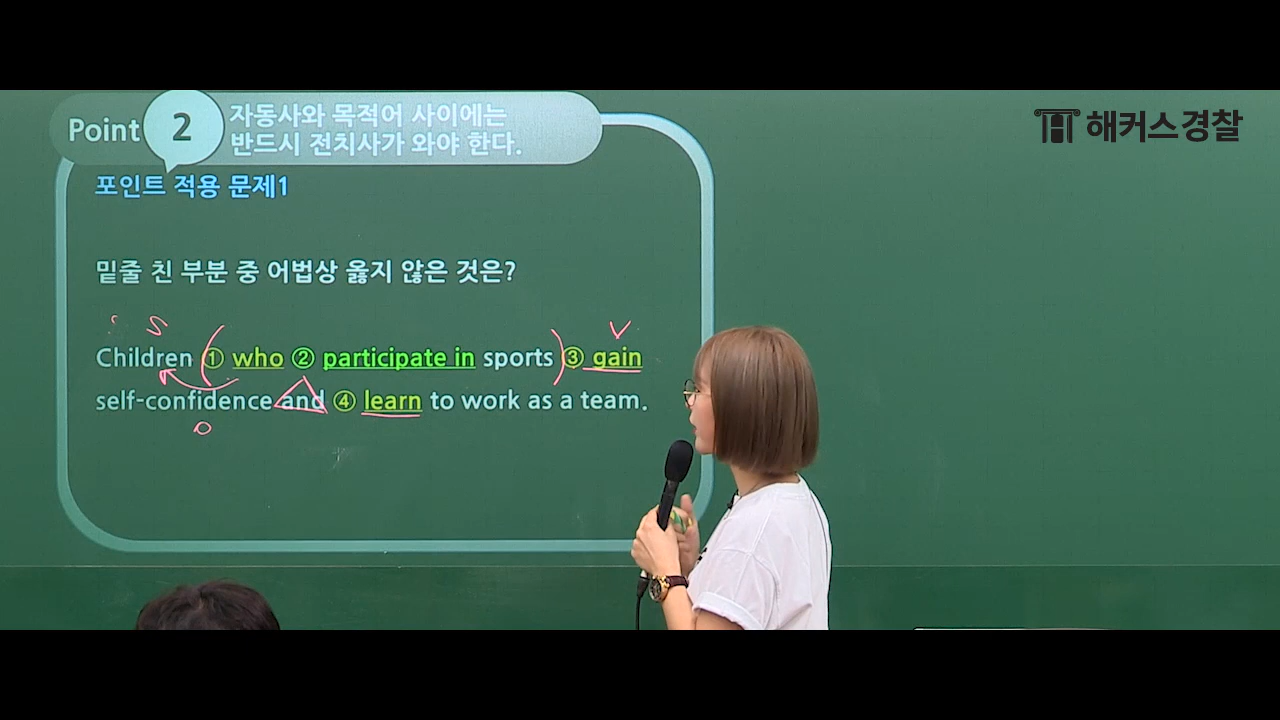 해커스경찰
Point 2 자동사와 목적어 사이에는
반드시 전치사가 와야 한다.
포인트 적용 문제1
밑줄 친 부분 중 어법상 옳지 않은 것은?
S
V
Children ① who ② participate in sports ③ gain
self-confidence and ④ learn to work as a team.
O